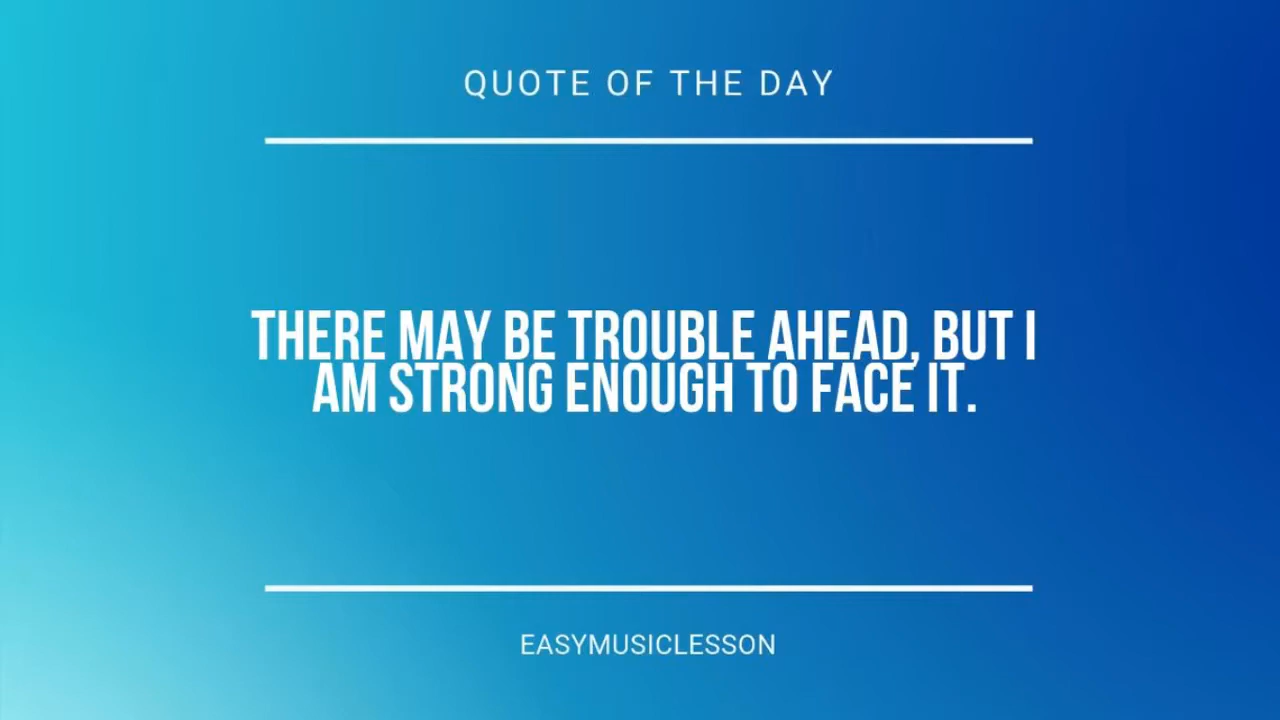 QUOTE OF THE DAY
THERE MAY BE TROUBLE AHEAD, BUT I
AM STRONG ENOUGH TO FACE IT.
EASYMUSICLESSON